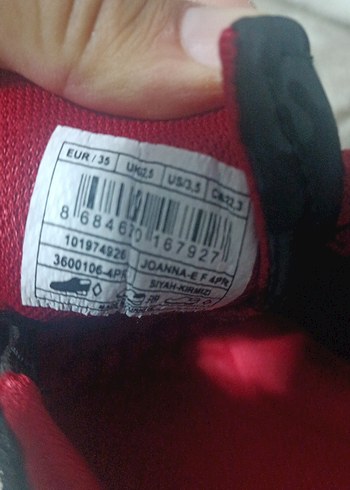 EUR / 35 UK/2,5 US/3,5 CM/22,3
8 684620 167927
101974926
3600106-4PR JOANNA-E F 4PR
SIYAH-KIRMIZI